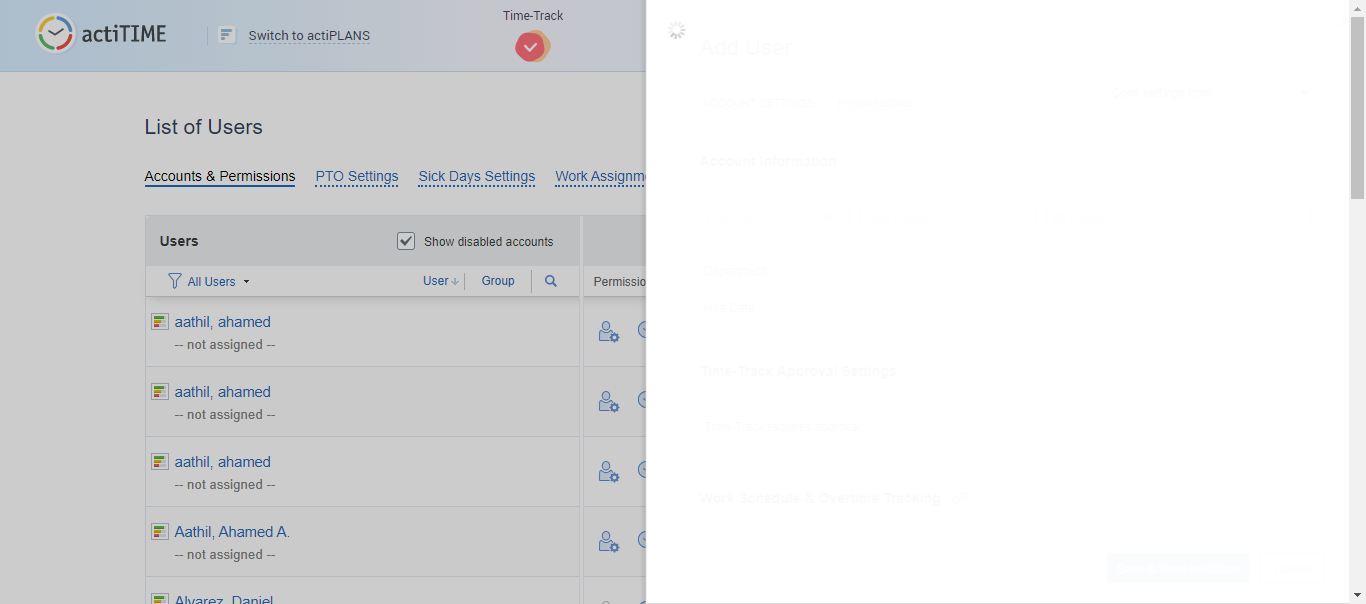 actiTIME
Switch to actiPLANS
Time-Track
List of Users
Accounts & Permissions
PTO Settings
Sick Days Settings
Work Assignm
Users
Show disabled accounts
All Users
User
Group
Permissio
aathil, ahamed
-- not assigned --
aathil, ahamed
-- not assigned --
aathil, ahamed
-- not assigned --
Aathil, Ahamed A.
-- not assigned --
Alvarez, Daniel
Add User
Account Information
Time-Track Approval Settings
Work Schedule & Overtime Tracking